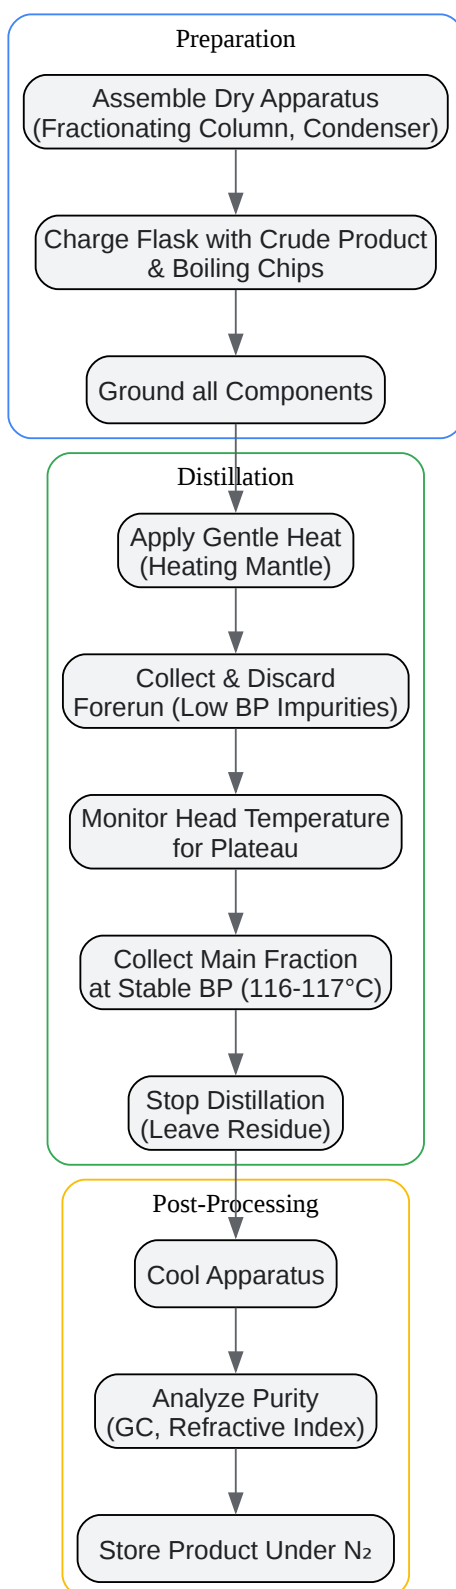 Preparation
Assemble Dry Apparatus
(Fractionating Column, Condenser)
Charge Flask with Crude Product
& Boiling Chips
Ground all Components
Distillation
Apply Gentle Heat
(Heating Mantle)
Collect & Discard
Forerun (Low BP Impurities)
Monitor Head Temperature
for Plateau
Collect Main Fraction
at Stable BP (116-117°C)
Stop Distillation
(Leave Residue)
Post-Processing
Cool Apparatus
Analyze Purity
(GC, Refractive Index)
Store Product Under N₂